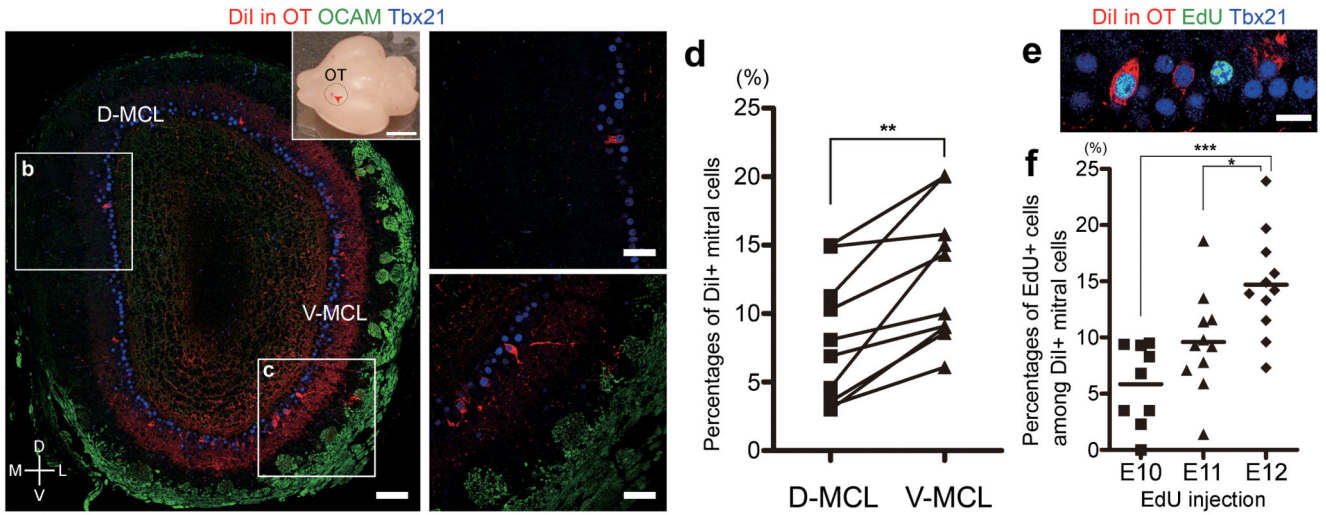 DiI in OT OCAM Tbx21
OT
D-MCL
b
V-MCL
c
D
M L
V
d
(%)
25
20
15
10
5
0
**
Percentages of DiI+ mitral cells
D-MCL V-MCL
DiI in OT EdU Tbx21
e
f
(%)
25
20
15
10
5
0
***
*
Percentages of EdU+ cells
among DiI+ mitral cells
E10 E11 E12
EdU injection